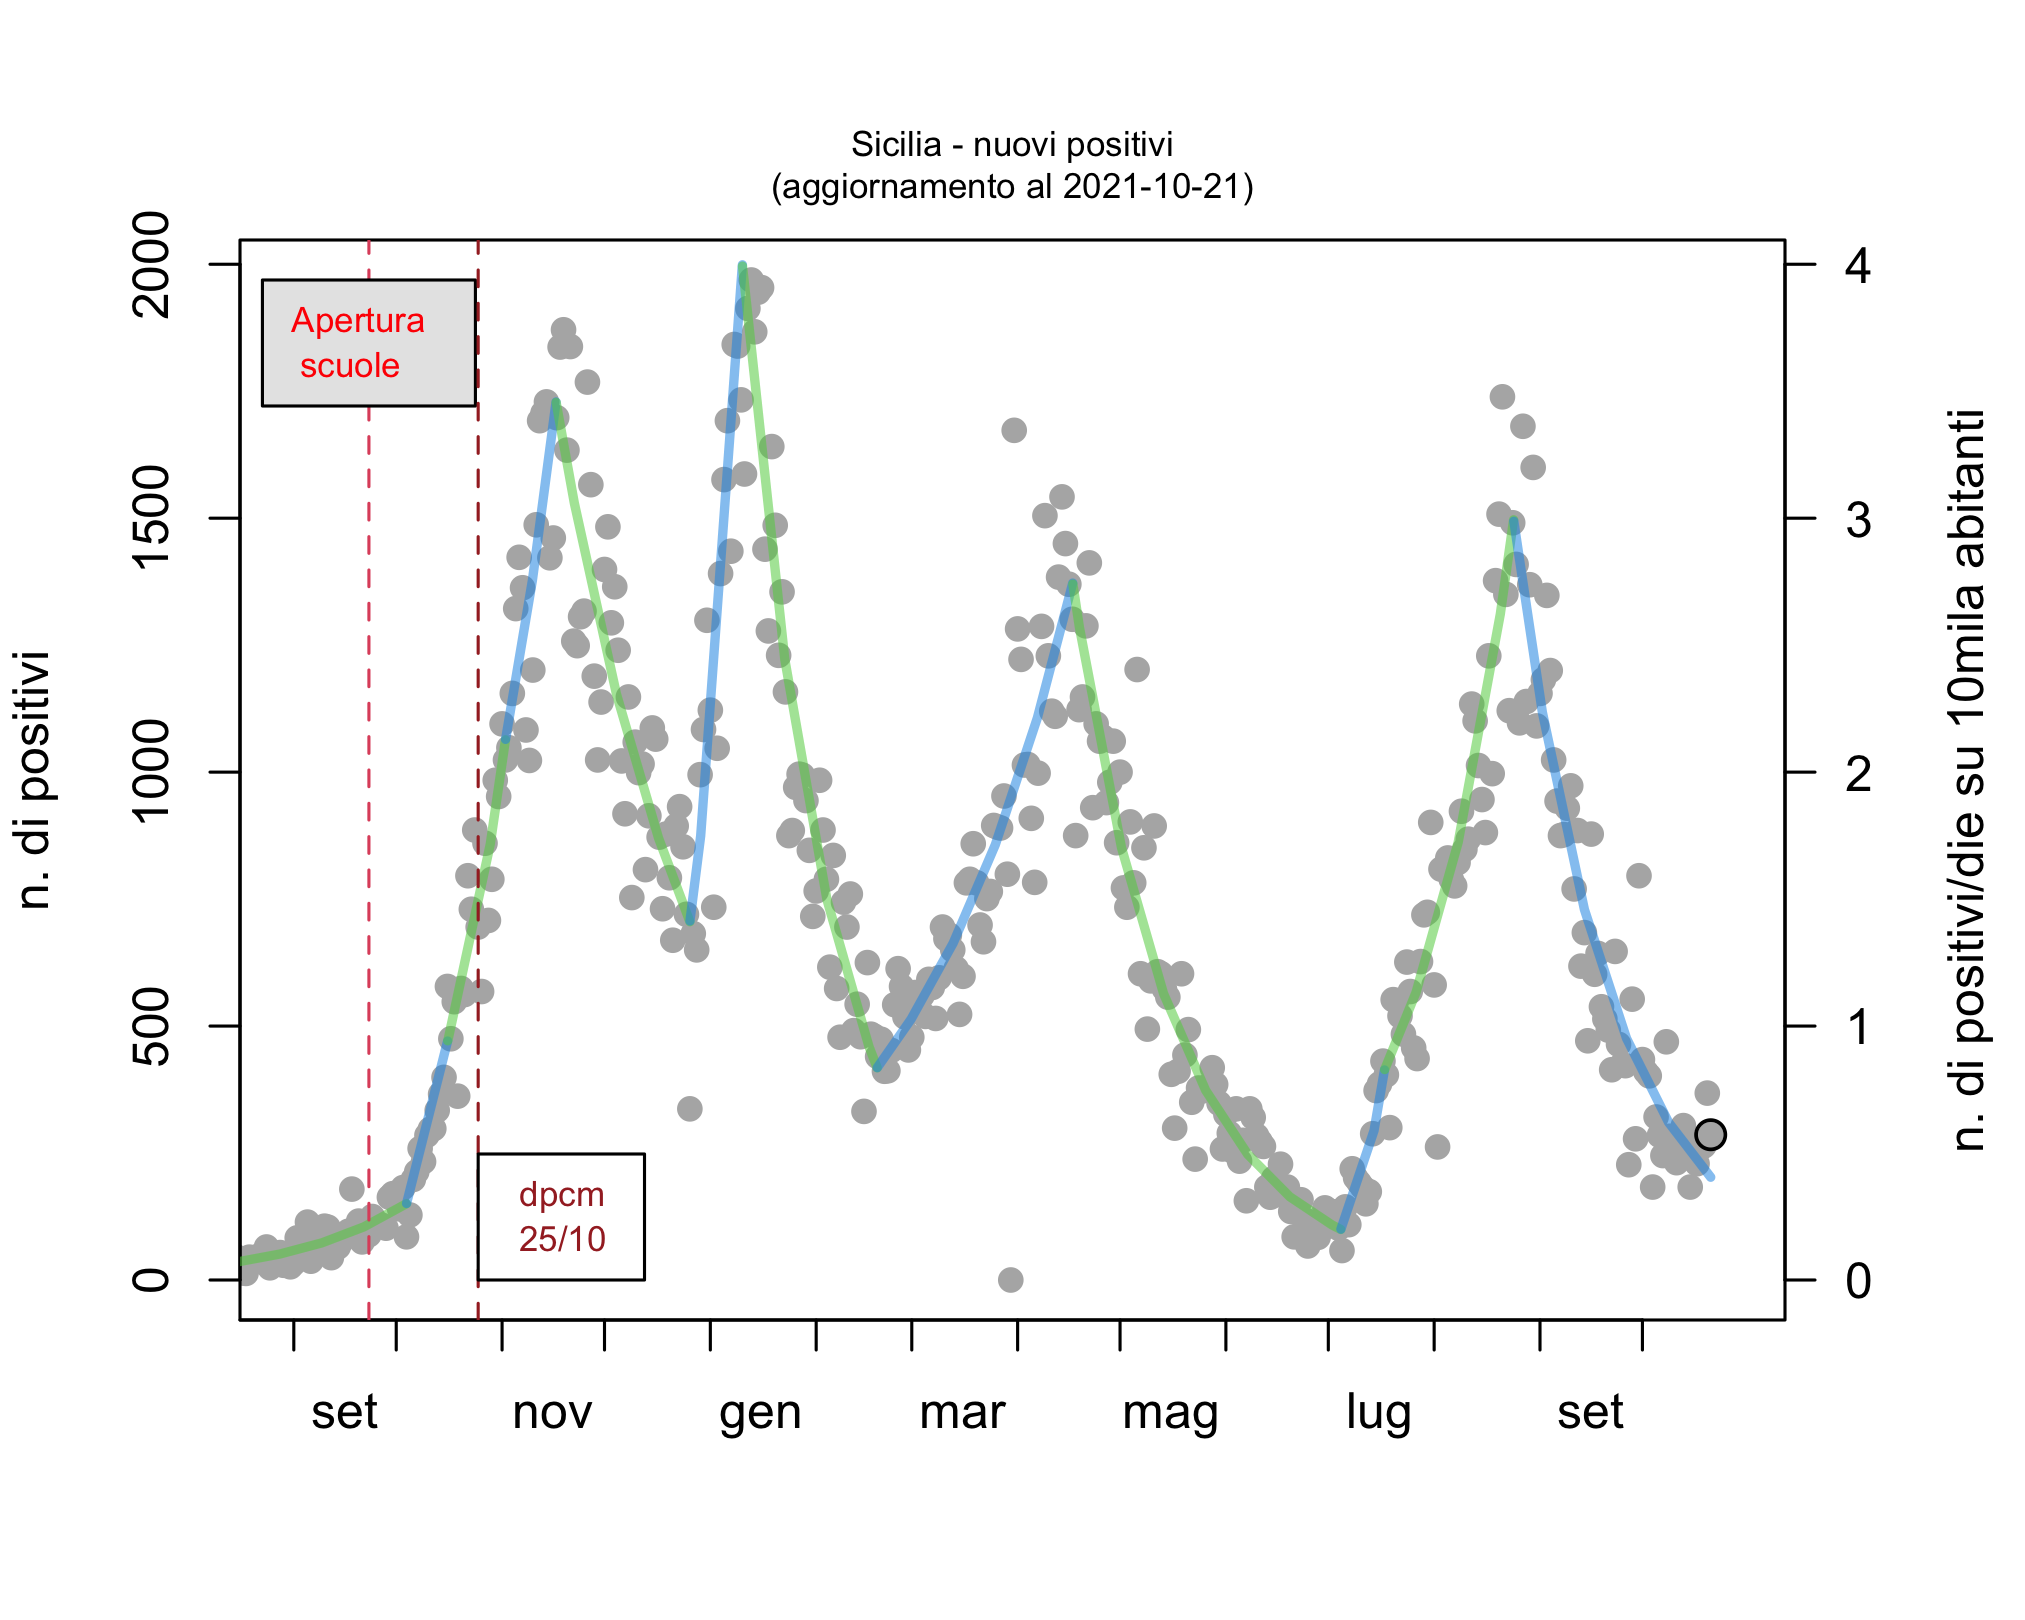 Sicilia - nuovi positivi
(aggiornamento al 2021-10-21)
n. di positivi
2000
1500
1000
500
0
Apertura
scuole
dpcm
25/10
4
3
2
1
0
n. di positivi/die su 10mila abitanti
set nov gen mar mag lug set